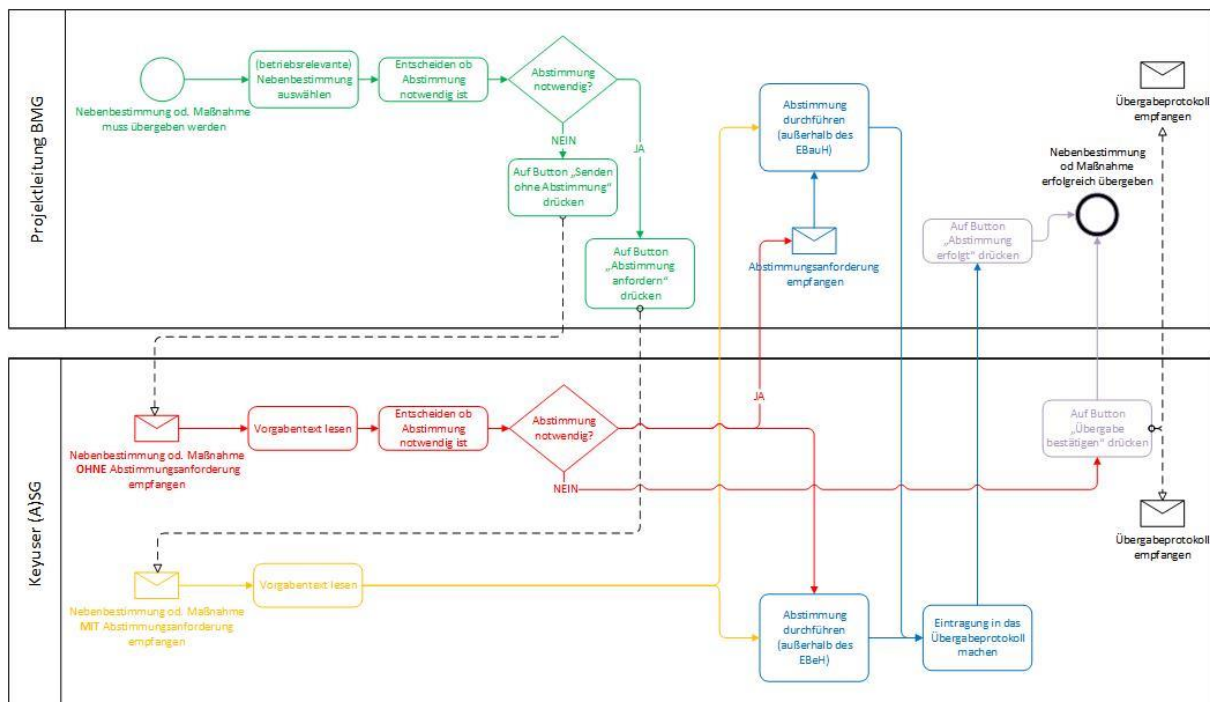 Projektleitung BMG
Nebenbestimmung od. Maßnahme
muss übergeben werden
(betriebsrelevante)
Nebenbestimmung
auswählen
Entscheiden ob
Abstimmung
notwendig ist
Abstimmung
notwendig?
NEIN
JA
Auf Button „Senden
ohne Abstimmung“
drücken
Auf Button
„Abstimmung
anfordern“
drücken
Abstimmung
durchführen
(außerhalb des
EBauH)
Abstimmungsanforderung
empfangen
Auf Button
„Abstimmung
erfolgt“ drücken
Nebenbestimmung
od Maßnahme
erfolgreich übergeben
Übergabeprotokoll
empfangen
Keyuser (A)SG
Nebenbestimmung od. Maßnahme
OHNE Abstimmungsanforderung
empfangen
Vorgabentext lesen
Entscheiden ob
Abstimmung
notwendig ist
Abstimmung
notwendig?
JA
NEIN
Auf Button
„Übergabe
bestätigen“ drücken
Übergabeprotokoll
empfangen
Nebenbestimmung od. Maßnahme
MIT Abstimmungsanforderung
empfangen
Vorgabentext lesen
Abstimmung
durchführen
(außerhalb des
EBeH)
Eintragung in das
Übergabeprotokoll
machen